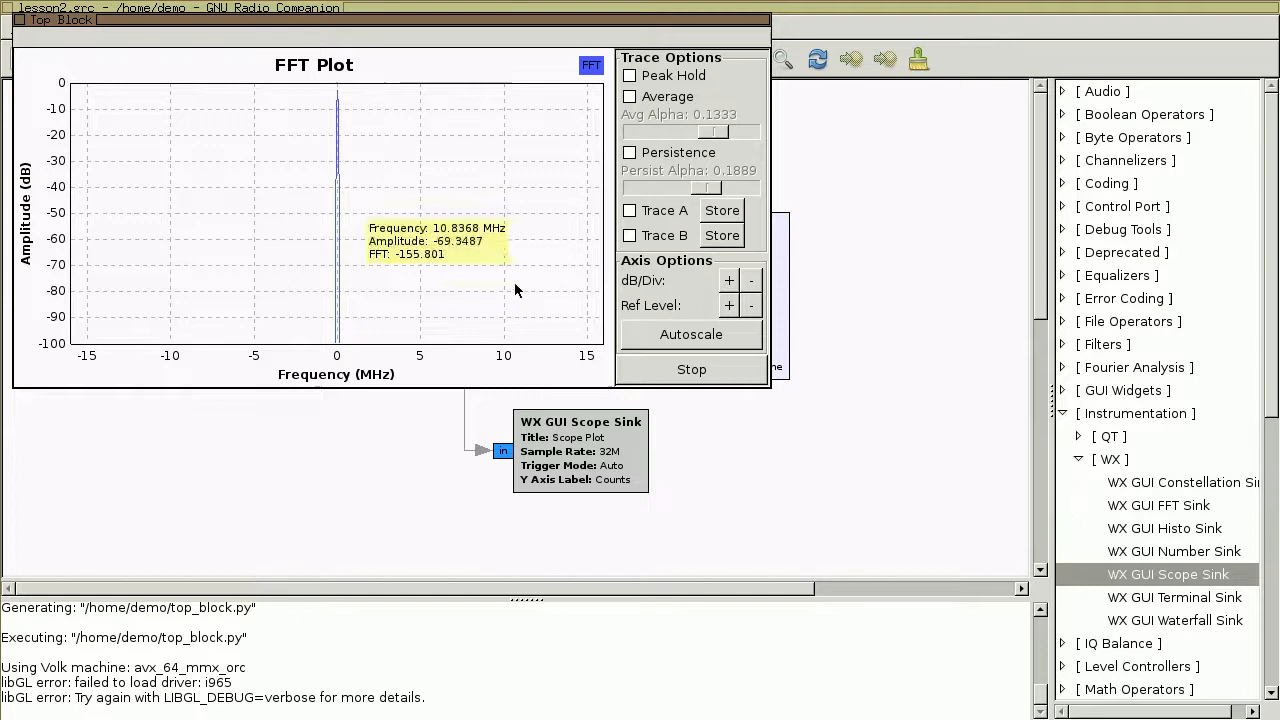 lesson2.grc - /home/demo - GNU Radio Companion
Top Block
FFT Plot
FFT
0
-10
-20
-30
-40
-50
-60
-70
-80
-90
-100
Amplitude (dB)
Frequency: 10.8368 MHz
Amplitude: -69.3487
FFT: -155.801
-15
-10
-5
0
5
10
15
Frequency (MHz)
Trace Options
Peak Hold
Average
Avg Alpha: 0.1333
Persistence
Persist Alpha: 0.1889
Trace A
Store
Trace B
Store
Axis Options
dB/Div:
+
-
Ref Level:
+
-
Autoscale
Stop
ne
in
WX GUI Scope Sink
Title: Scope Plot
Sample Rate: 32M
Trigger Mode: Auto
Y Axis Label: Counts
[ Audio ]
[ Boolean Operators ]
[ Byte Operators ]
[ Channelizers ]
[ Coding ]
[ Control Port ]
[ Debug Tools ]
[ Deprecated ]
[ Equalizers ]
[ Error Coding ]
[ File Operators ]
[ Filters ]
[ Fourier Analysis ]
[ GUI Widgets ]
[ Instrumentation ]
[ QT ]
[ WX ]
WX GUI Constellation Sin
WX GUI FFT Sink
WX GUI Histo Sink
WX GUI Number Sink
WX GUI Scope Sink
WX GUI Terminal Sink
WX GUI Waterfall Sink
[ IQ Balance ]
[ Level Controllers ]
[ Math Operators ]
Generating: "/home/demo/top_block.py"
Executing: "/home/demo/top_block.py"
Using Volk machine: avx_64_mmx_orc
libGL error: failed to load driver: i965
libGL error: Try again with LIBGL_DEBUG=verbose for more details.